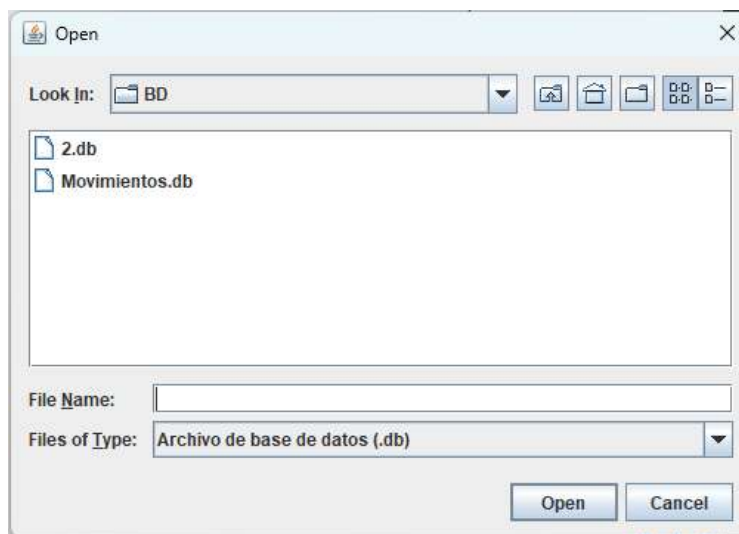 Open
Look In: BD
2.db
Movimientos.db
File Name:
Files of Type: Archivo de base de datos (.db)
Open Cancel